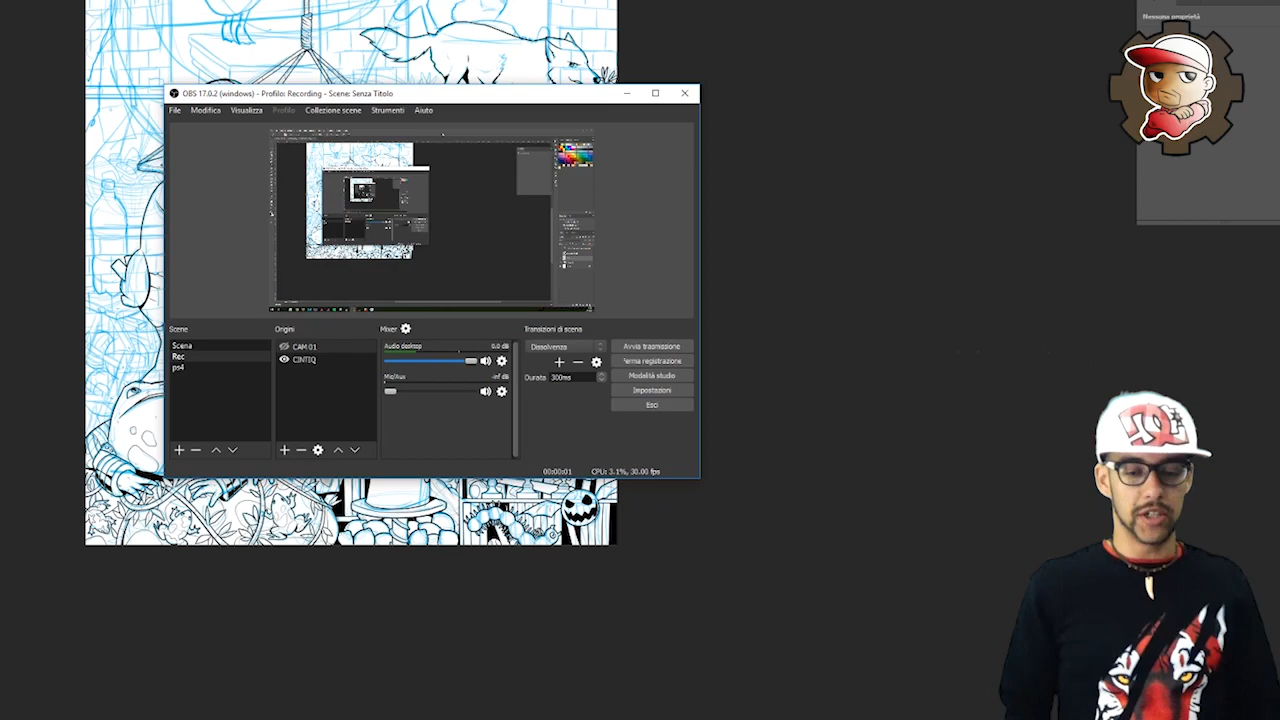 Nessuna proprietà
OBS 17.0.2 (windows) - Profilo: Recording - Scene: Senza Titolo
File Modifica Visualizza Profilo Collezione scene Strumenti Aiuto
Scene Origini Mixer Transizioni di scena
Scena
Rec
ps4
CAM 01
CINTIQ
Audio desktop 0.0 dB
Mic/Aux -inf dB
Dissolvenza
Durata 300ms
Avvia trasmissione
Ferma registrazione
Modalità studio
Impostazioni
Esci
00:00:01 CPU: 3.1%, 30.00 fps
DC